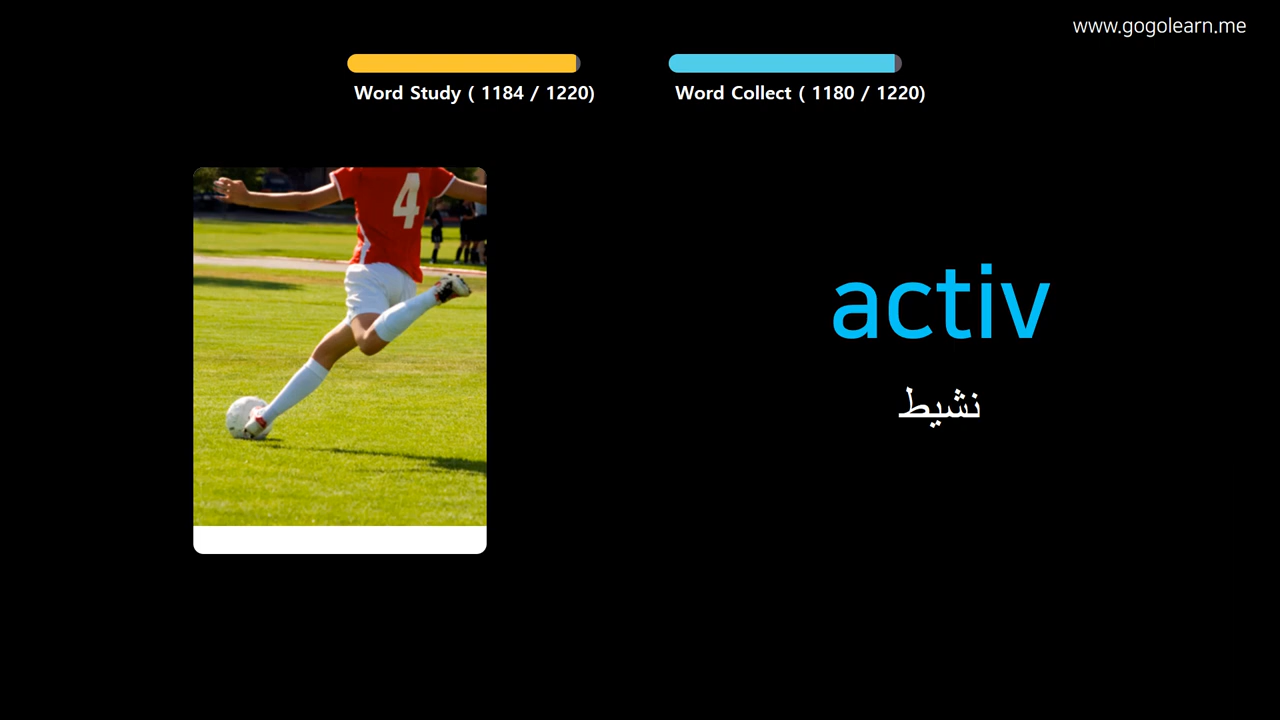 www.gogolearn.me
Word Study ( 1184 / 1220)
Word Collect ( 1180 / 1220)
4
activ
نشيط